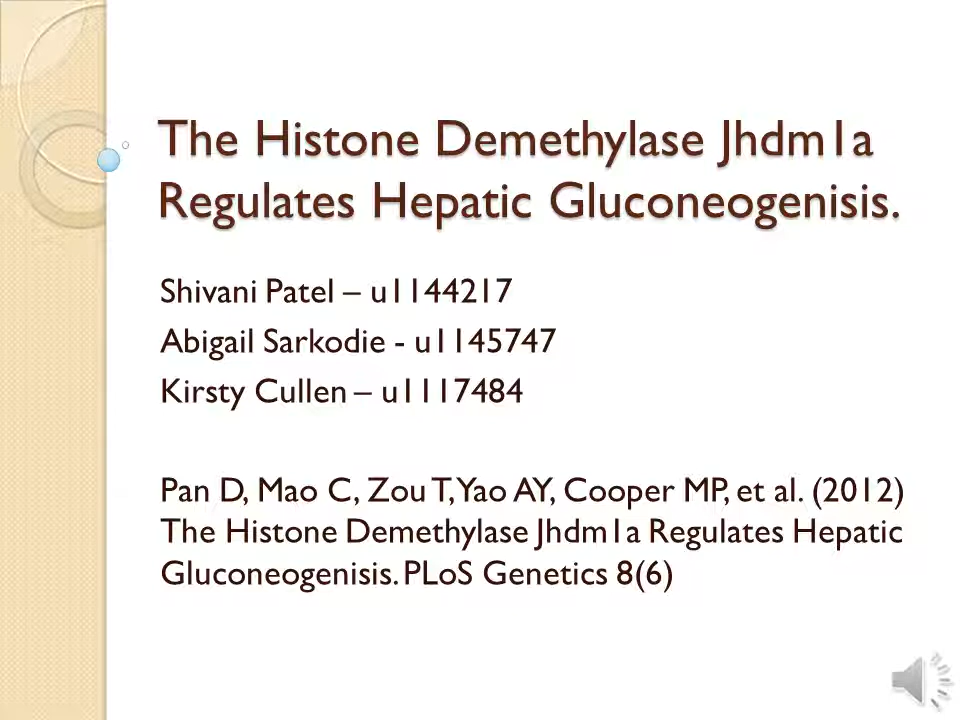 The Histone Demethylase Jhdm1a
Regulates Hepatic Gluconeogenisis.
Shivani Patel – u1144217
Abigail Sarkodie - u1145747
Kirsty Cullen – u1117484
Pan D, Mao C, Zou T, Yao AY, Cooper MP, et al. (2012)
The Histone Demethylase Jhdm1a Regulates Hepatic
Gluconeogenisis. PLoS Genetics 8(6)